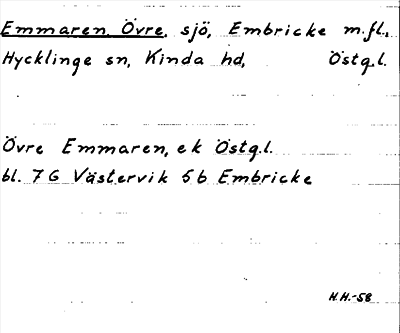 Emmaren, Övre, sjö, Embricke m.fl.,
Hycklinge sn, Kinda hd, Östg.l.
Övre Emmaren, ek Östg.l.
bl. 7G Västervik 5b Embricke
H.H.-58